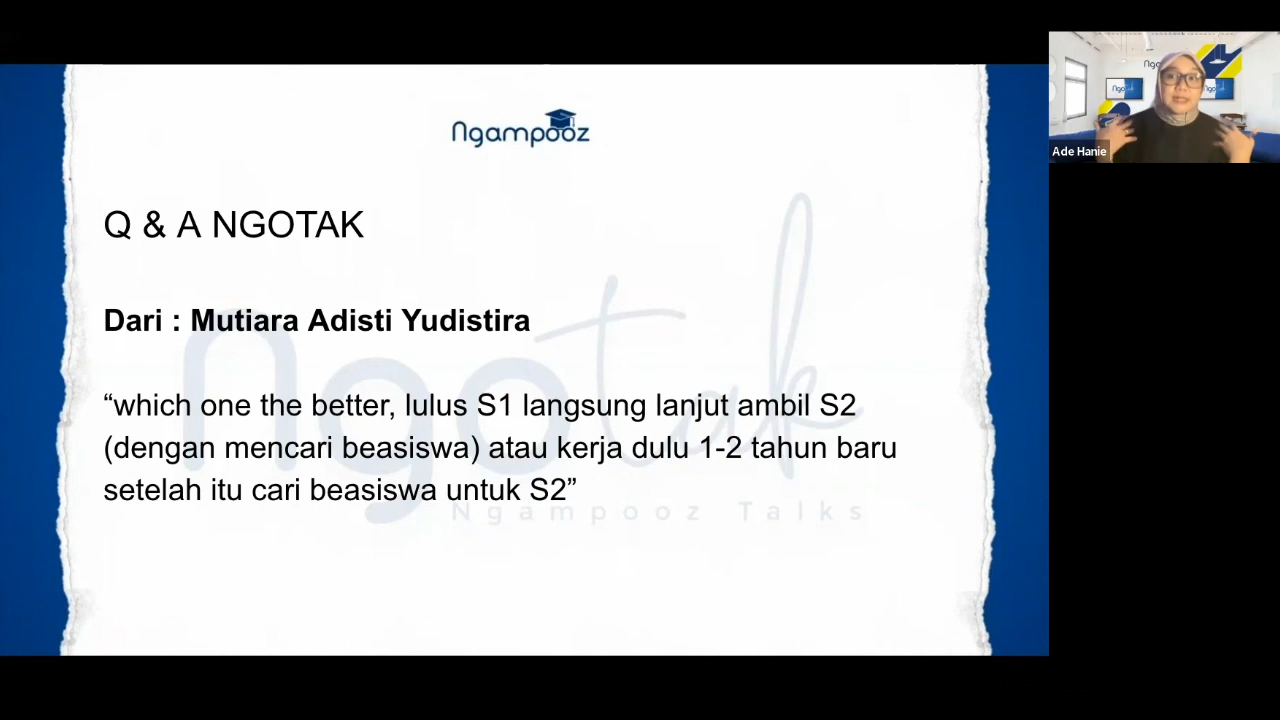 Ngampooz
Q & A NGOTAK
Dari : Mutiara Adisti Yudistira
“which one the better, lulus S1 langsung lanjut ambil S2
(dengan mencari beasiswa) atau kerja dulu 1-2 tahun baru
setelah itu cari beasiswa untuk S2”
Ngotak
Ngampooz Talks
Ade Hanie